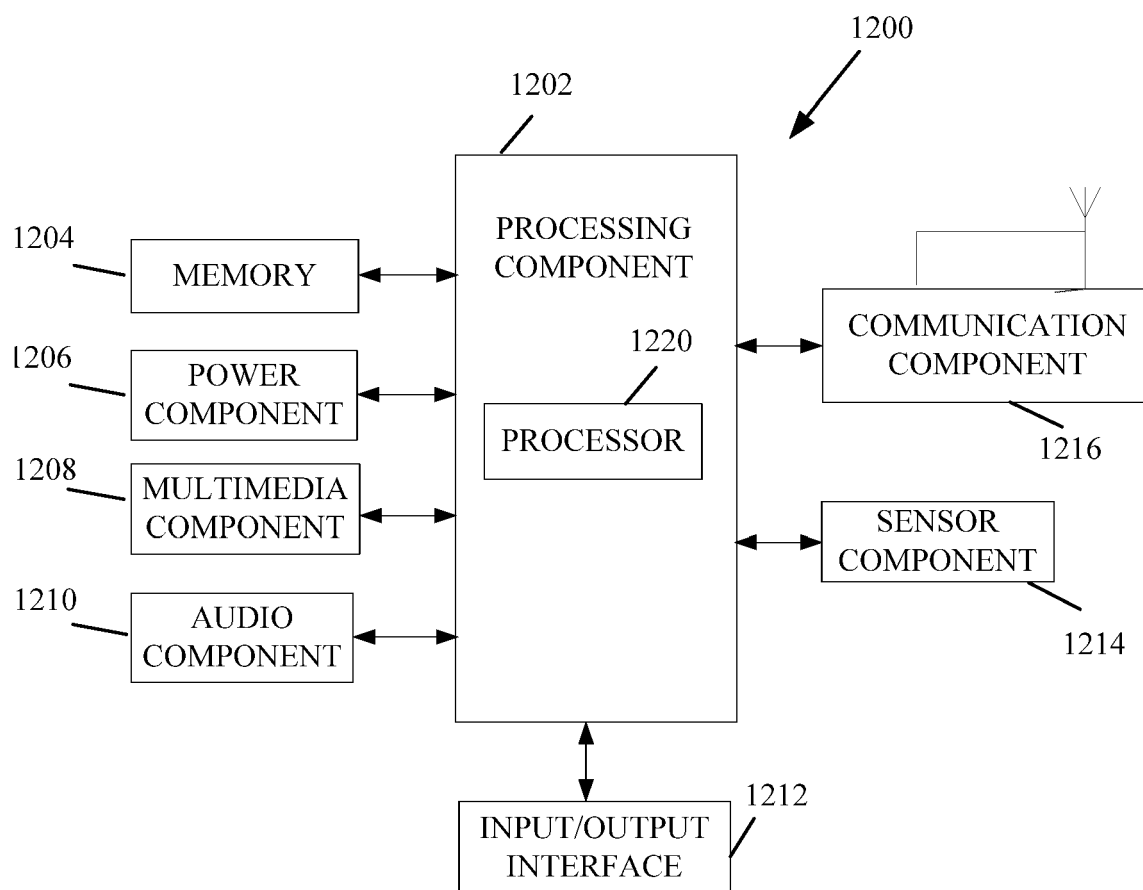 1200
1202
PROCESSING
COMPONENT
1204
MEMORY
1206
POWER
COMPONENT
1220
PROCESSOR
COMMUNICATION
COMPONENT
1216
1208
MULTIMEDIA
COMPONENT
SENSOR
COMPONENT
1214
1210
AUDIO
COMPONENT
1212
INPUT/OUTPUT
INTERFACE